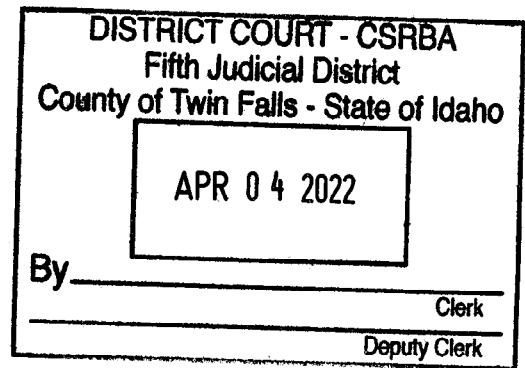 DISTRICT COURT - CSRBA
Fifth Judicial District
County of Twin Falls - State of Idaho
APR 04 2022
By
Clerk
Deputy Clerk